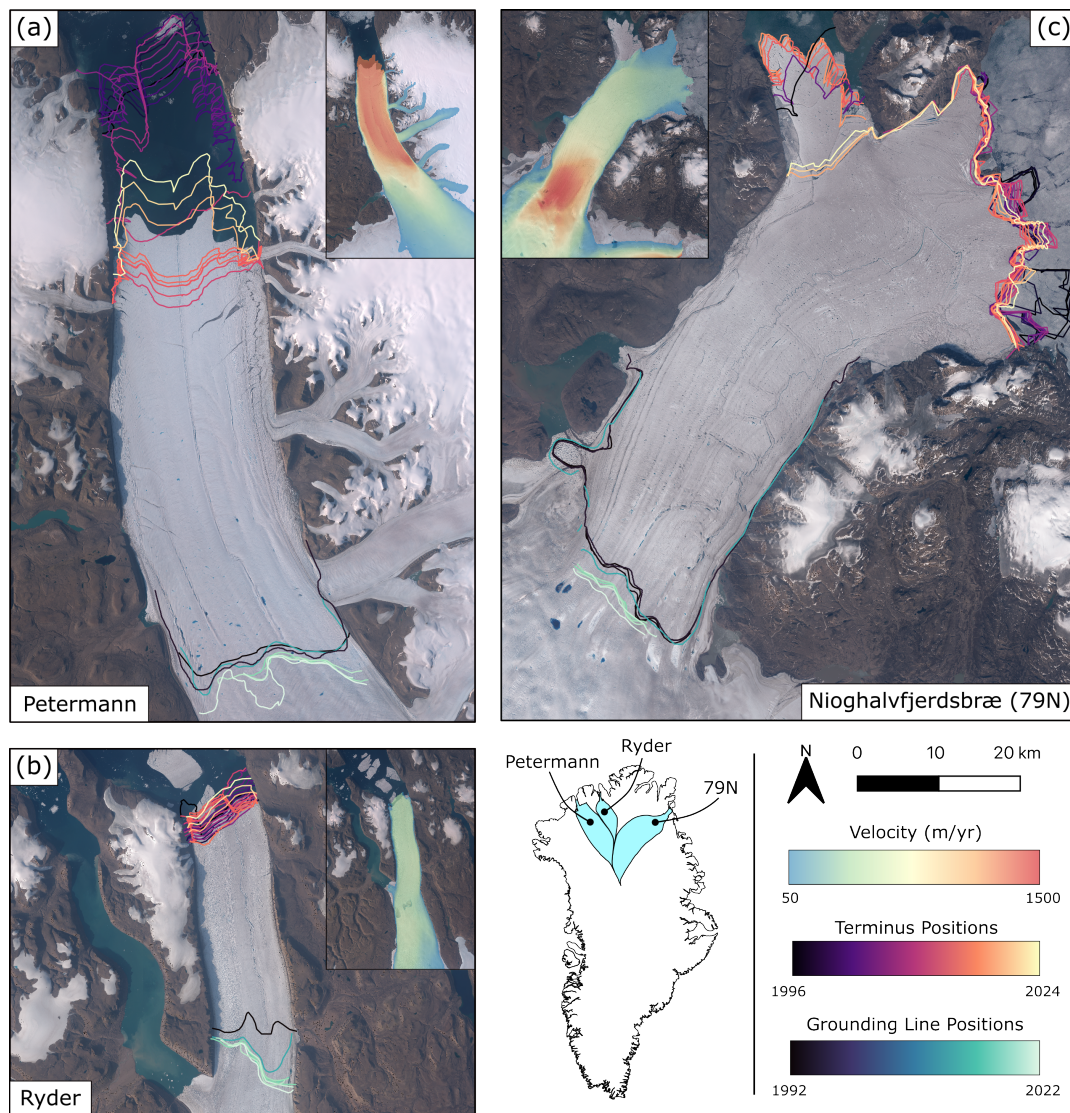 (a)
Petermann
(c)
Nioghalvfjerdsbræ (79N)
(b)
Ryder
Ryder
Petermann
79N
N
0 10 20 km
Velocity (m/yr)
50 1500
Terminus Positions
1996 2024
Grounding Line Positions
1992 2022